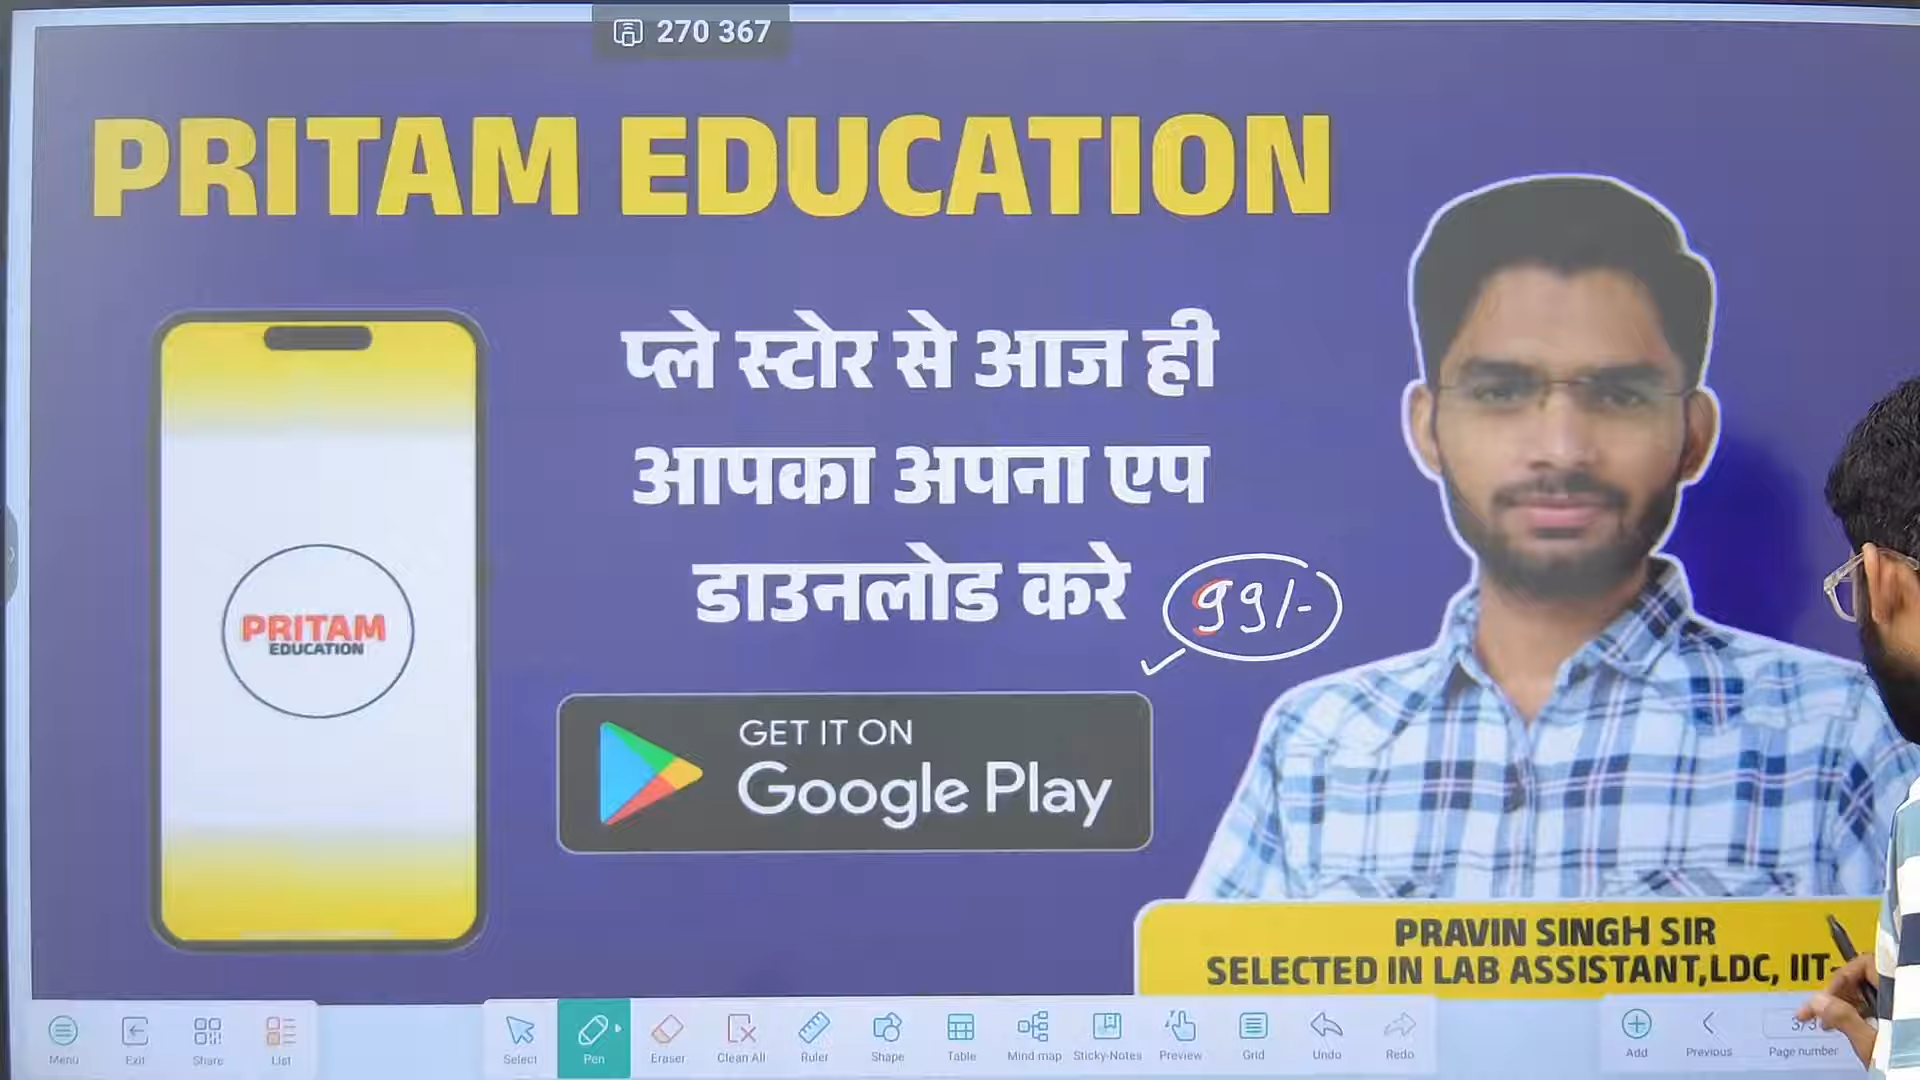 270 367
PRITAM EDUCATION
प्ले स्टोर से आज ही
आपका अपना एप
डाउनलोड करे
99/-
PRITAM
EDUCATION
GET IT ON
Google Play
PRAVIN SINGH SIR
SELECTED IN LAB ASSISTANT,LDC, IIT-
Menu Exit Share List Select Pen Eraser Clean All Ruler Shape Table Mind map Sticky-Notes Preview Grid Undo Redo Add Previous Page number